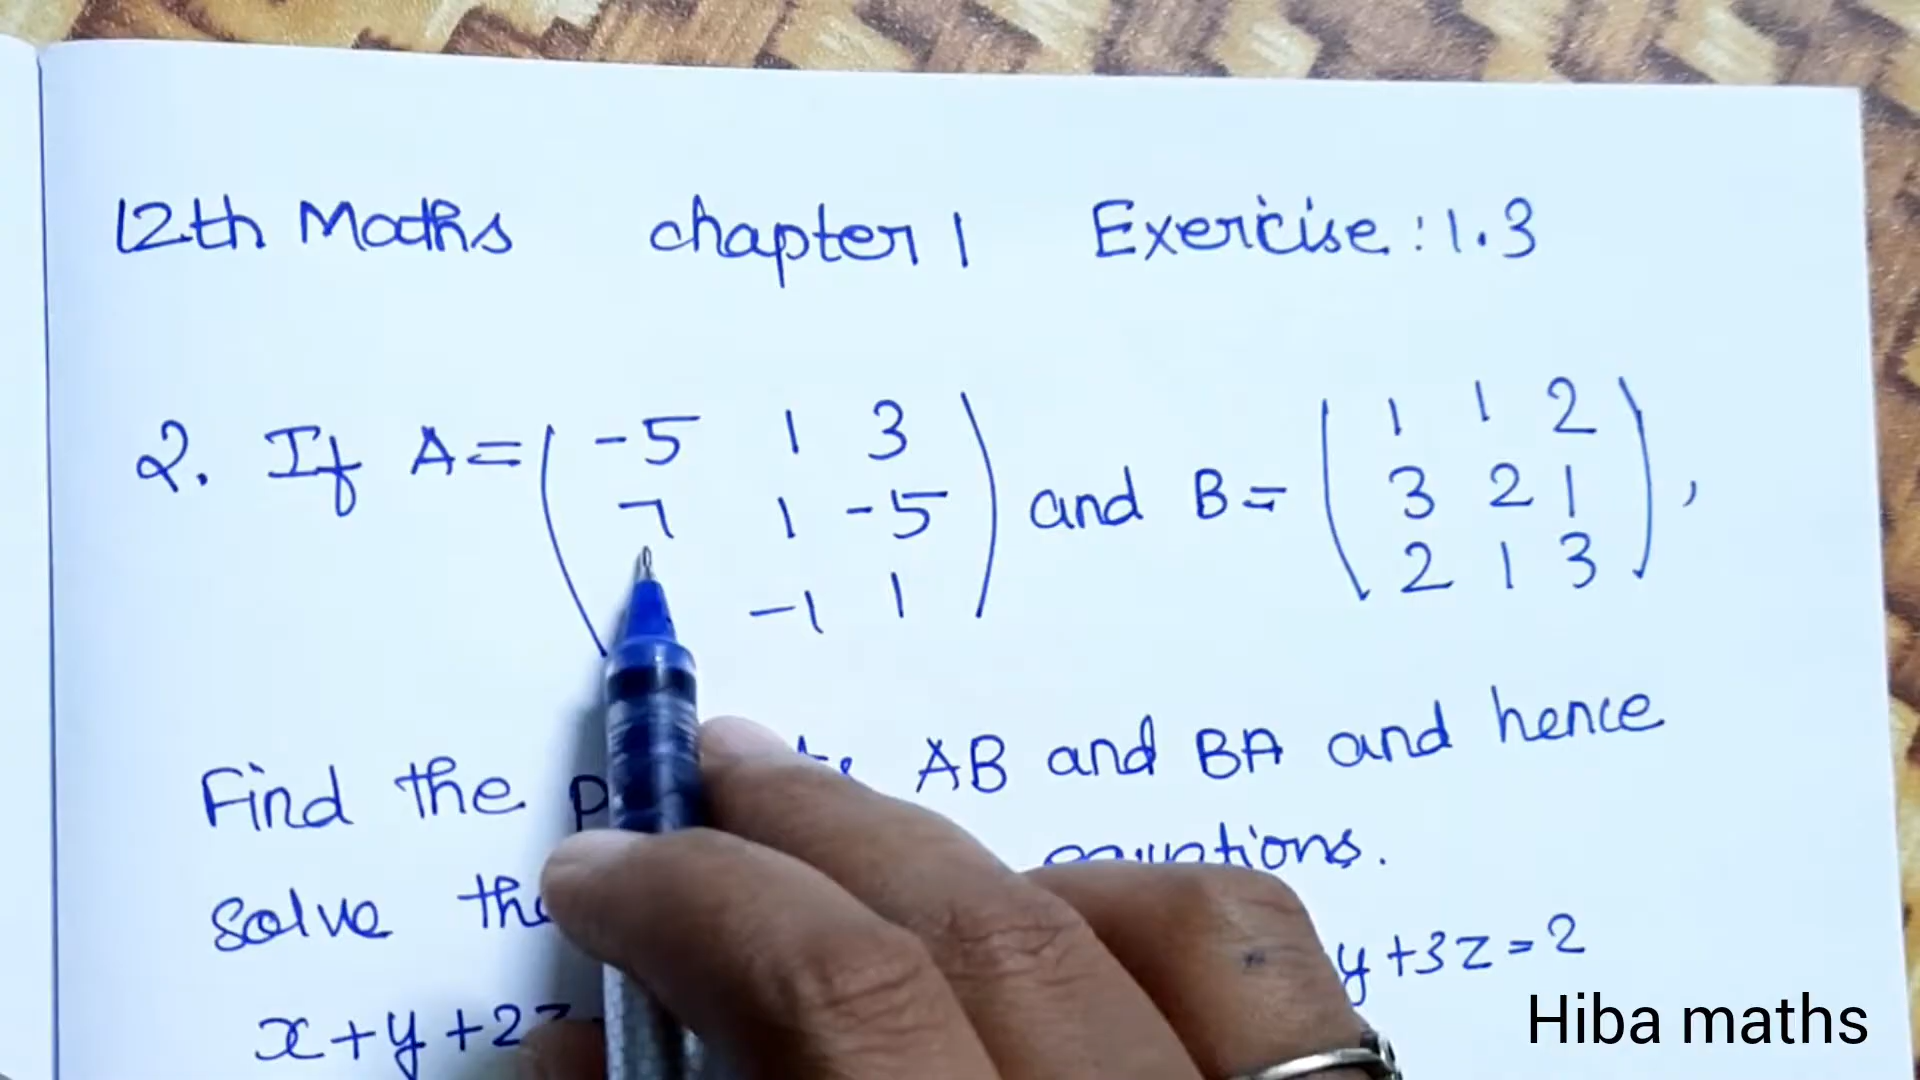 12th Maths chapter 1 Exercise : 1.3
2. If A = ( -5 1 3 ) and B = ( 1 1 2 ) ,
7 1 -5 3 2 1
-1 1 2 1 3
Find the AB and BA and hence
solve the
x+y+2z y+3z=2
Hiba maths